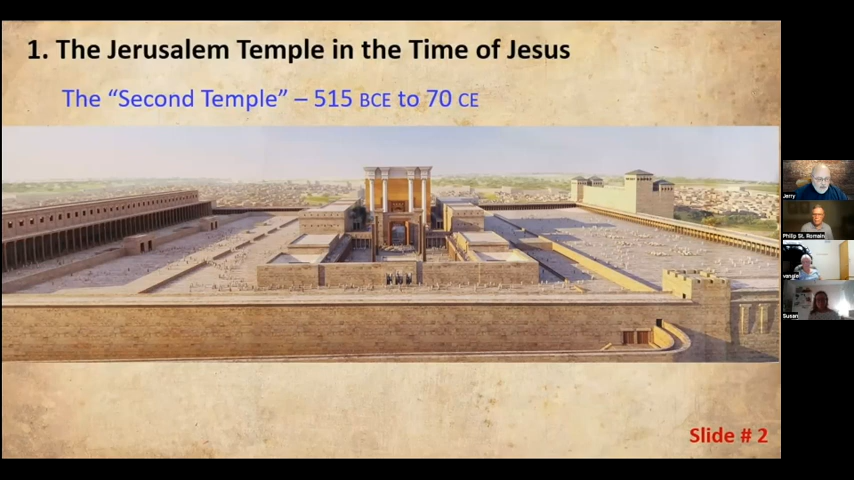 1. The Jerusalem Temple in the Time of Jesus
The “Second Temple” – 515 BCE to 70 CE
Slide # 2
Jerry
Philip St. Romain
vangie
Susan